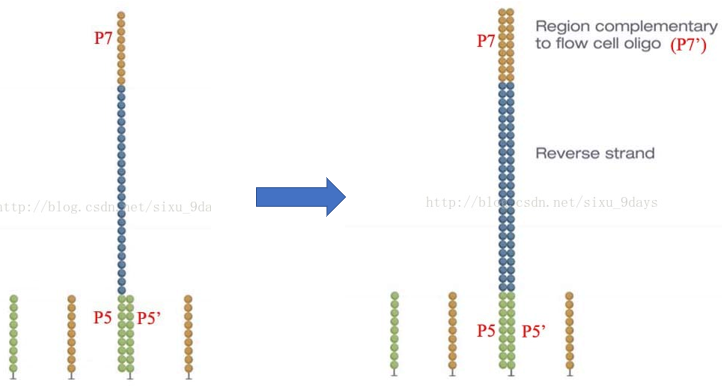 P7
P5 P5’
http://blog.csdn.net/sixu_9da
P7
Region complementary
to flow cell oligo (P7’)
Reverse strand
http://blog.csdn.net/sixu_9days
P5 P5’